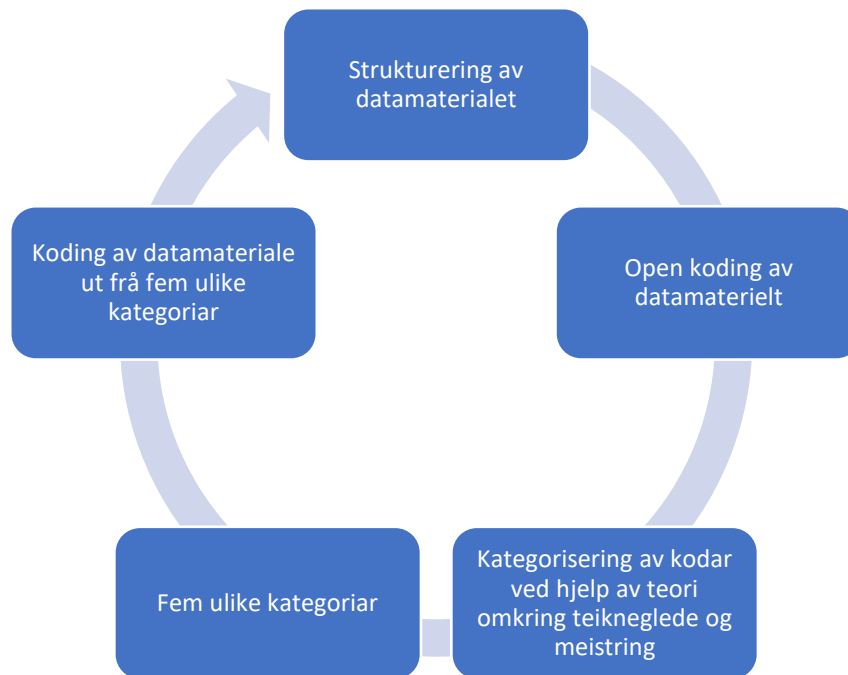 Strukturering av
datamaterialet
Open koding av
datamaterielt
Kategorisering av kodar
ved hjelp av teori
omkring teikneglede og
meistring
Fem ulike kategoriar
Koding av datamateriale
ut frå fem ulike
kategoriar